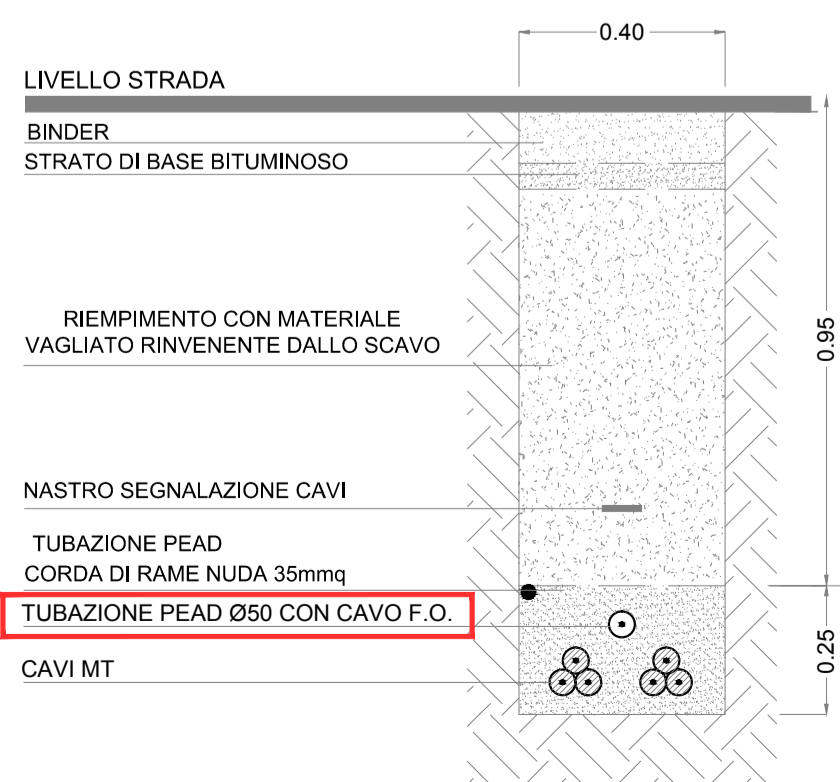 0.40
LIVELLO STRADA
BINDER
STRATO DI BASE BITUMINOSO
RIEMPIMENTO CON MATERIALE
VAGLIATO RINVENENTE DALLO SCAVO
0.95
NASTRO SEGNALAZIONE CAVI
TUBAZIONE PEAD
CORDA DI RAME NUDA 35mmq
TUBAZIONE PEAD Ø50 CON CAVO F.O.
0.25
CAVI MT